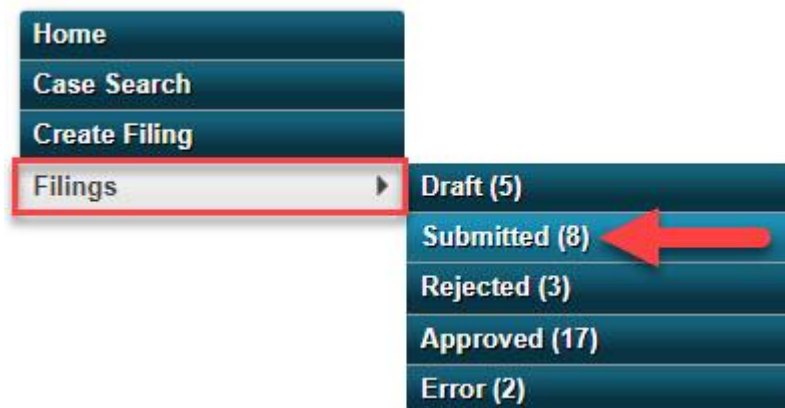 Home
Case Search
Create Filing
Filings
Draft (5)
Submitted (8)
Rejected (3)
Approved (17)
Error (2)